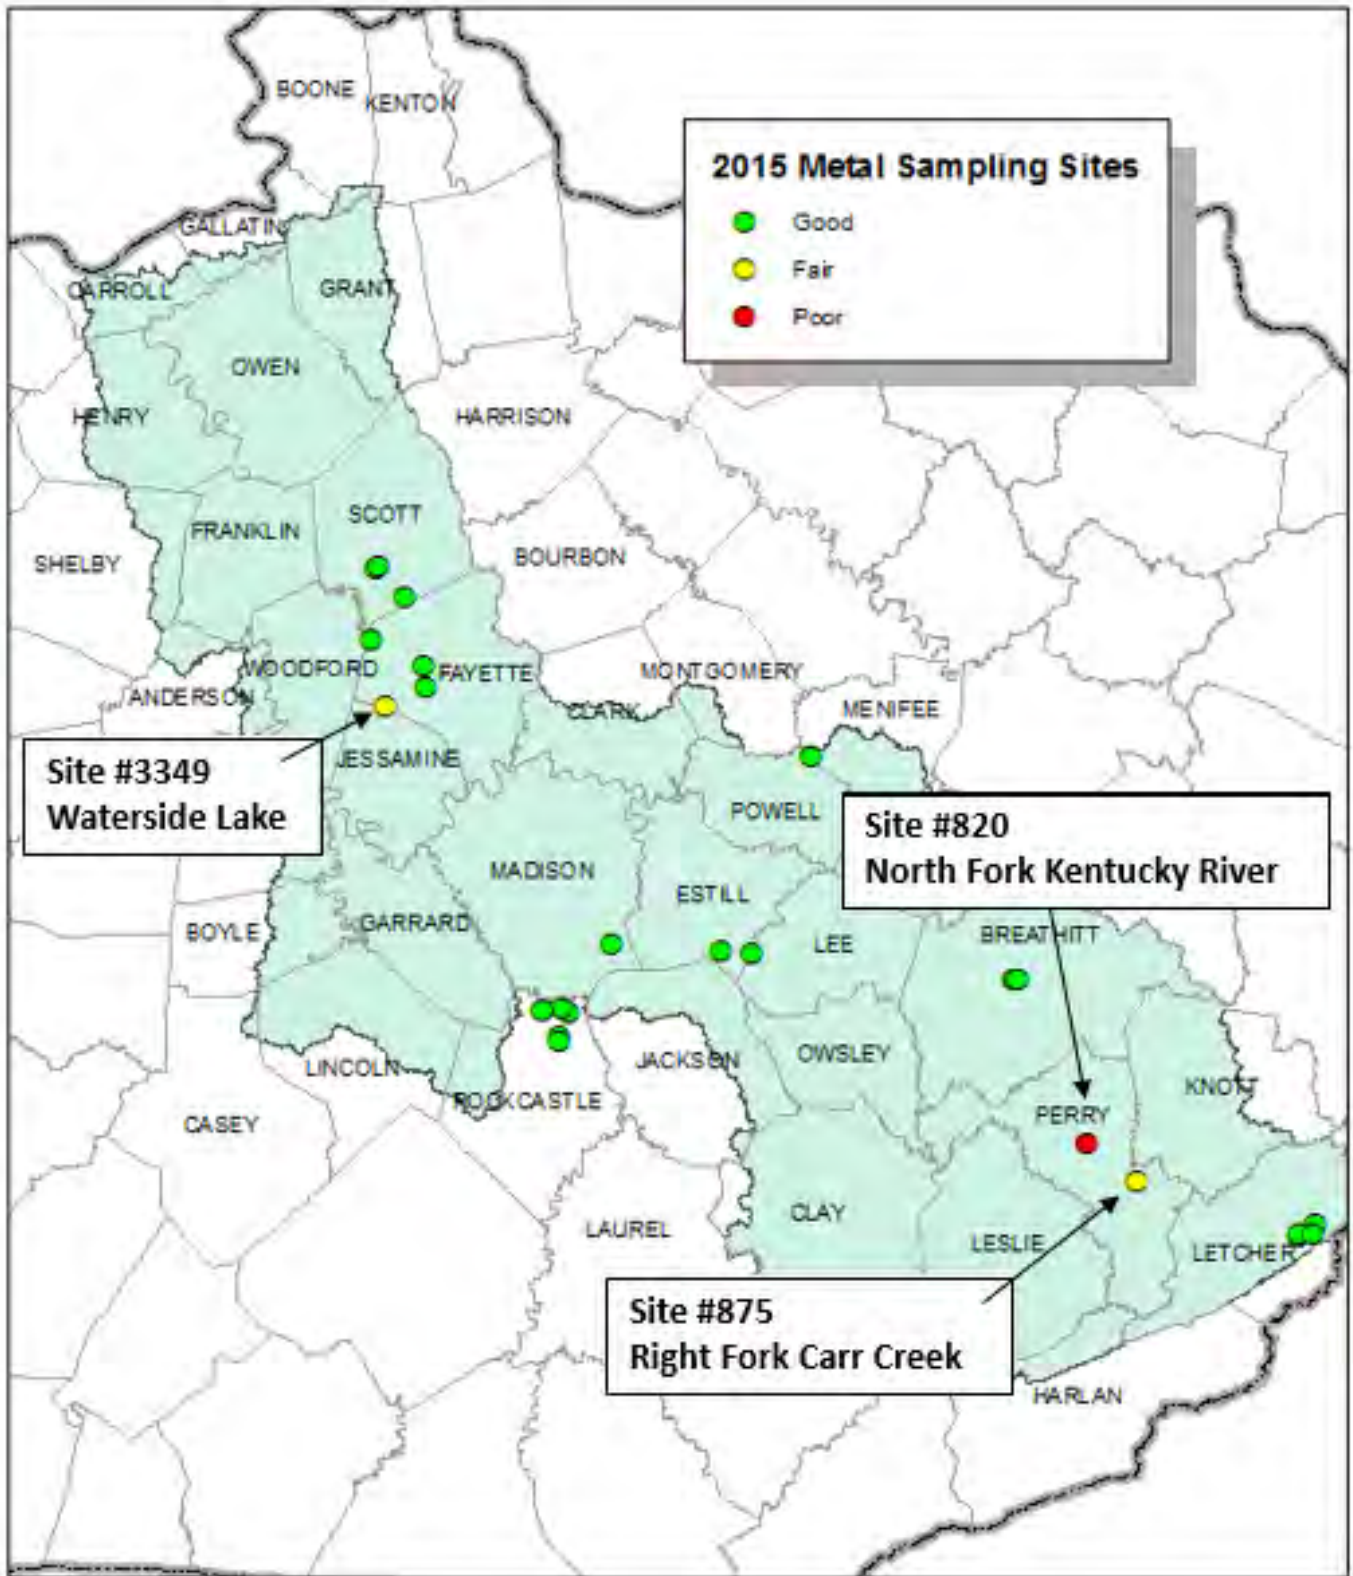 BOONE
KENTON
2015 Metal Sampling Sites
Good
Fair
Poor
GALLATIN
CARROLL
GRANT
OWEN
HENRY
HARRISON
SCOTT
FRANKLIN
SHELBY
BOURBON
WOODFORD
FAYETTE
MONTGOMERY
ANDERSON
CLARK
MENIFEE
Site #3349
Waterside Lake
JESSAMINE
POWELL
Site #820
North Fork Kentucky River
MADISON
ESTILL
GARRARD
BOYLE
LEE
BREATHITT
LINCOLN
JACKSON
OWSLEY
KNOTT
ROCKCASTLE
PERRY
CASEY
CLAY
LAUREL
LESLIE
LETCHER
Site #875
Right Fork Carr Creek
HARLAN